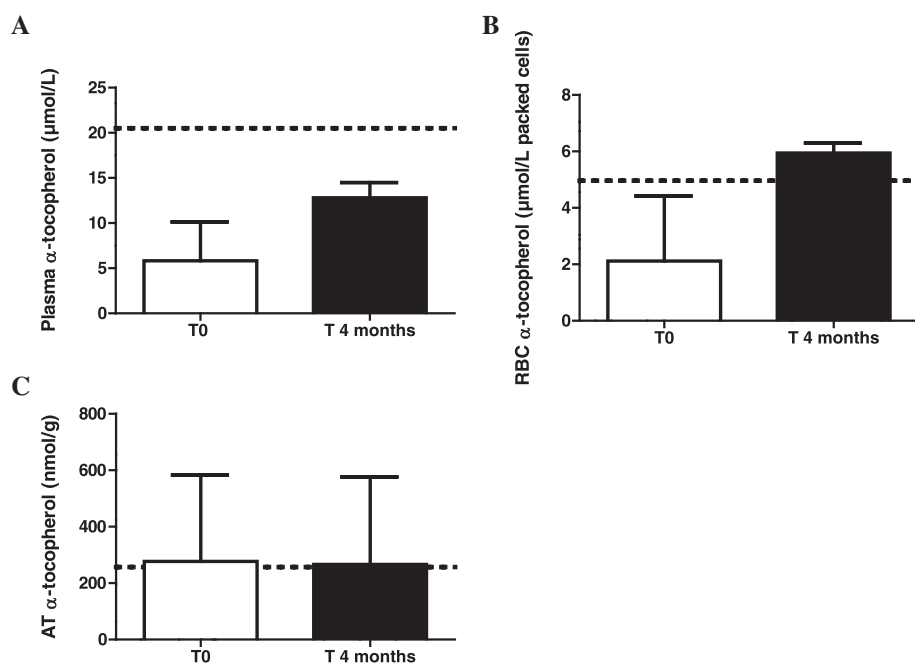 A
Plasma α-tocopherol (µmol/L)
25
20
15
10
5
0
T0
T 4 months
B
RBC α-tocopherol (µmol/L packed cells)
8
6
4
2
0
T0
T 4 months
C
AT α-tocopherol (nmol/g)
800
600
400
200
0
T0
T 4 months